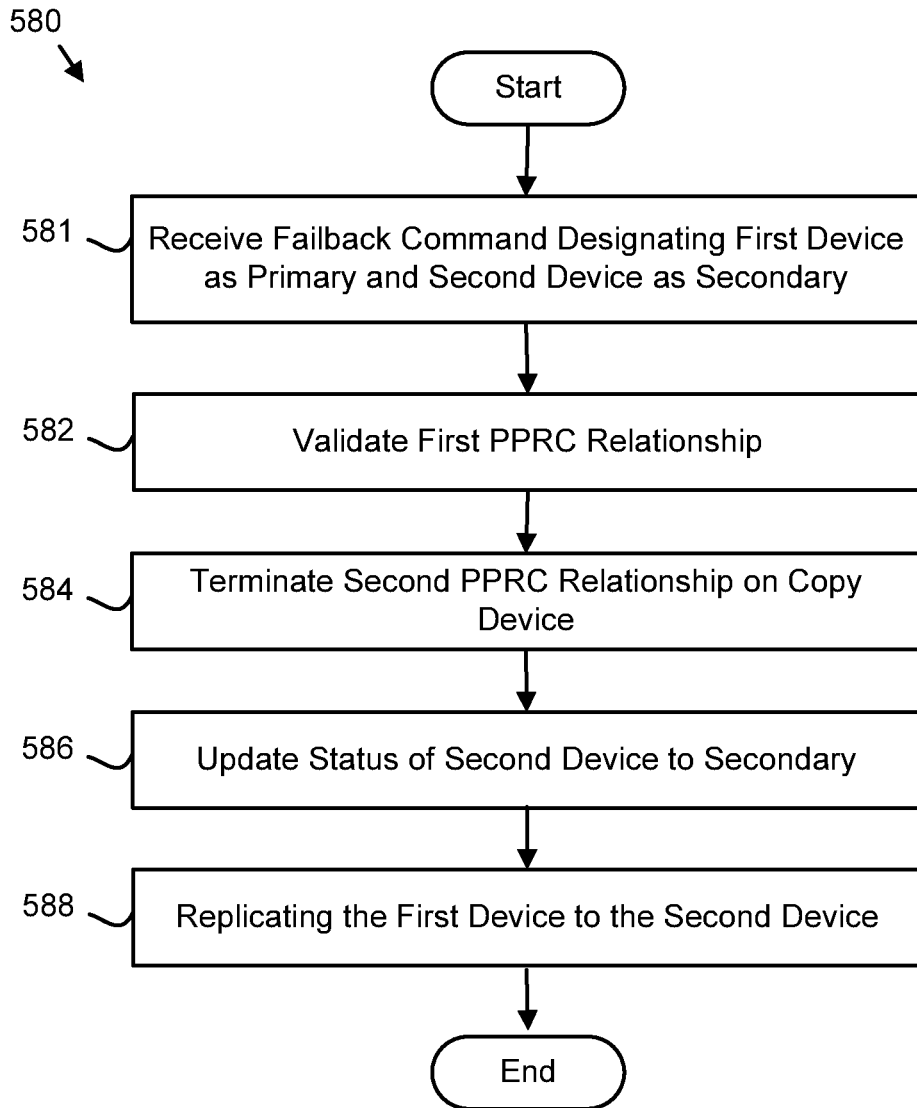 580
Start
581
Receive Failback Command Designating First Device
as Primary and Second Device as Secondary
582
Validate First PPRC Relationship
584
Terminate Second PPRC Relationship on Copy
Device
586
Update Status of Second Device to Secondary
588
Replicating the First Device to the Second Device
End